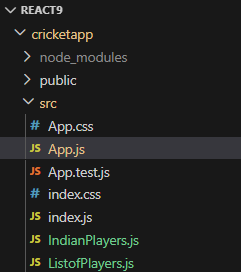 REACT9
cricketapp
node_modules
public
src
# App.css
JS App.js
JS App.test.js
# index.css
JS index.js
JS IndianPlayers.js
JS ListofPlayers.js